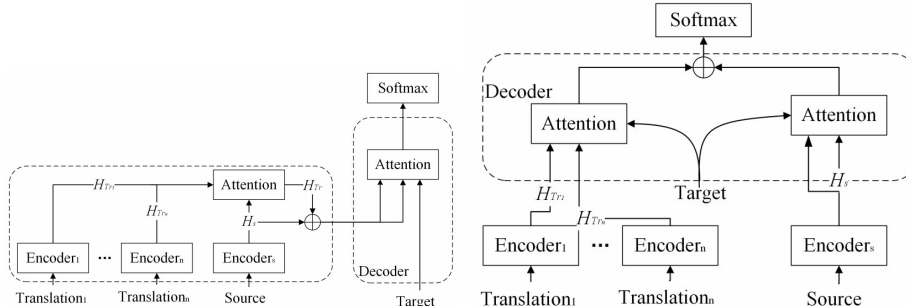 Softmax
Attention
Decoder
H_Tr₁
Attention
H_Tr
H_Trₙ
H_s
Encoder₁
...
Encoderₙ
Encoderₛ
Translation₁
Translationₙ
Source
Target
Softmax
Decoder
Attention
Attention
H_Tr₁
H_Trₙ
Target
H_s
Encoder₁
...
Encoderₙ
Encoderₛ
Translation₁
Translationₙ
Source